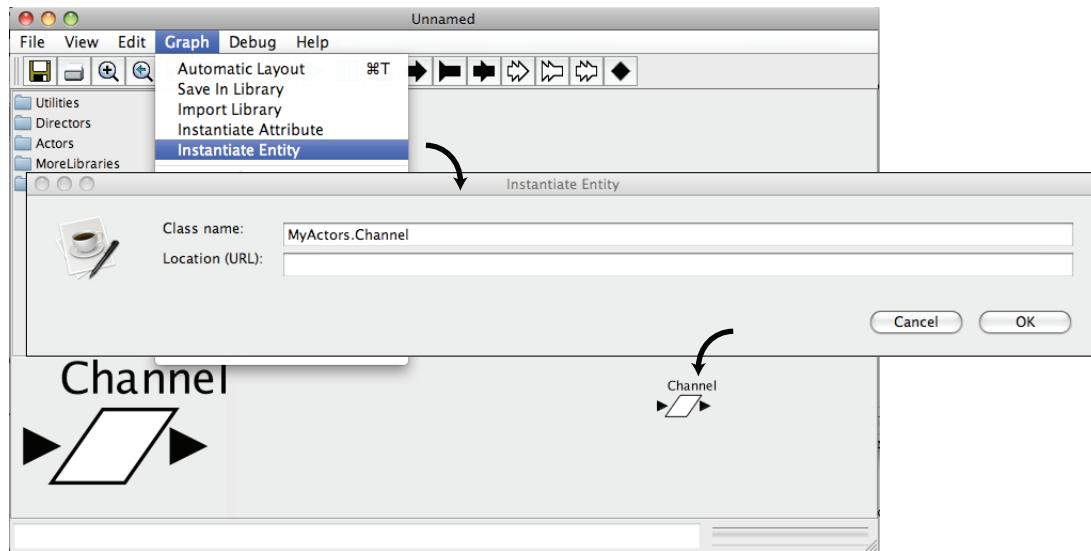 Unnamed
File View Edit Graph Debug Help
Automatic Layout ⌘T
Save In Library
Import Library
Instantiate Attribute
Instantiate Entity
Utilities
Directors
Actors
MoreLibraries
Instantiate Entity
Class name: MyActors.Channel
Location (URL):
Cancel OK
Channel
Channel